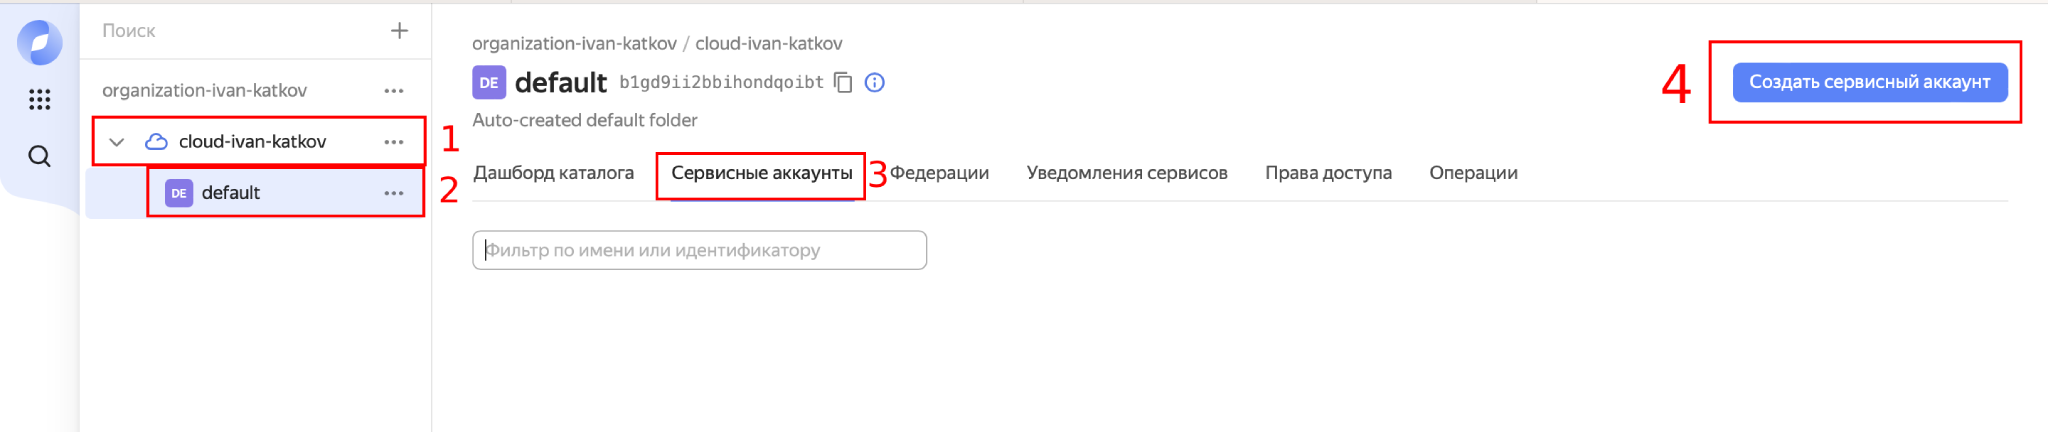 Поиск
organization-ivan-katkov
cloud-ivan-katkov
1
DE default
2
organization-ivan-katkov / cloud-ivan-katkov
DE default b1gd9ii2bbihondqoibt
Auto-created default folder
4
Создать сервисный аккаунт
Дашборд каталога Сервисные аккаунты 3 Федерации Уведомления сервисов Права доступа Операции
Фильтр по имени или идентификатору